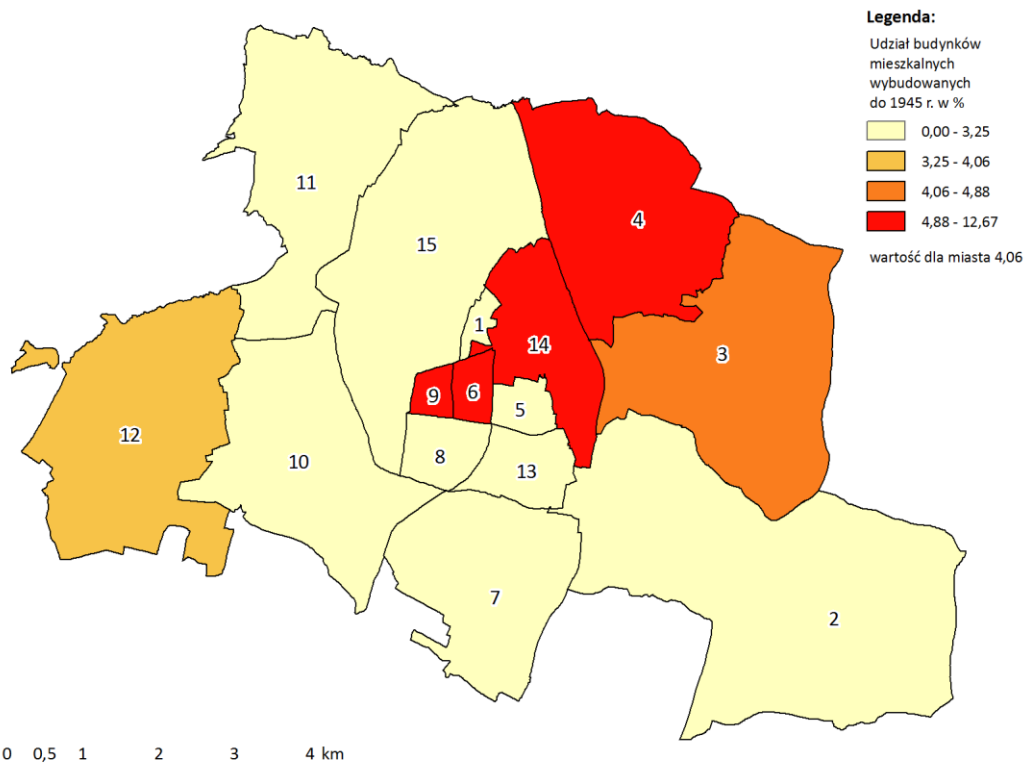 Legenda:
Udział budynków
mieszkalnych
wybudowanych
do 1945 r. w %
0,00 - 3,25
3,25 - 4,06
4,06 - 4,88
4,88 - 12,67
wartość dla miasta 4,06
11
4
15
1
14
3
9
6
5
12
8
10
13
7
2
0 0,5 1 2 3 4 km